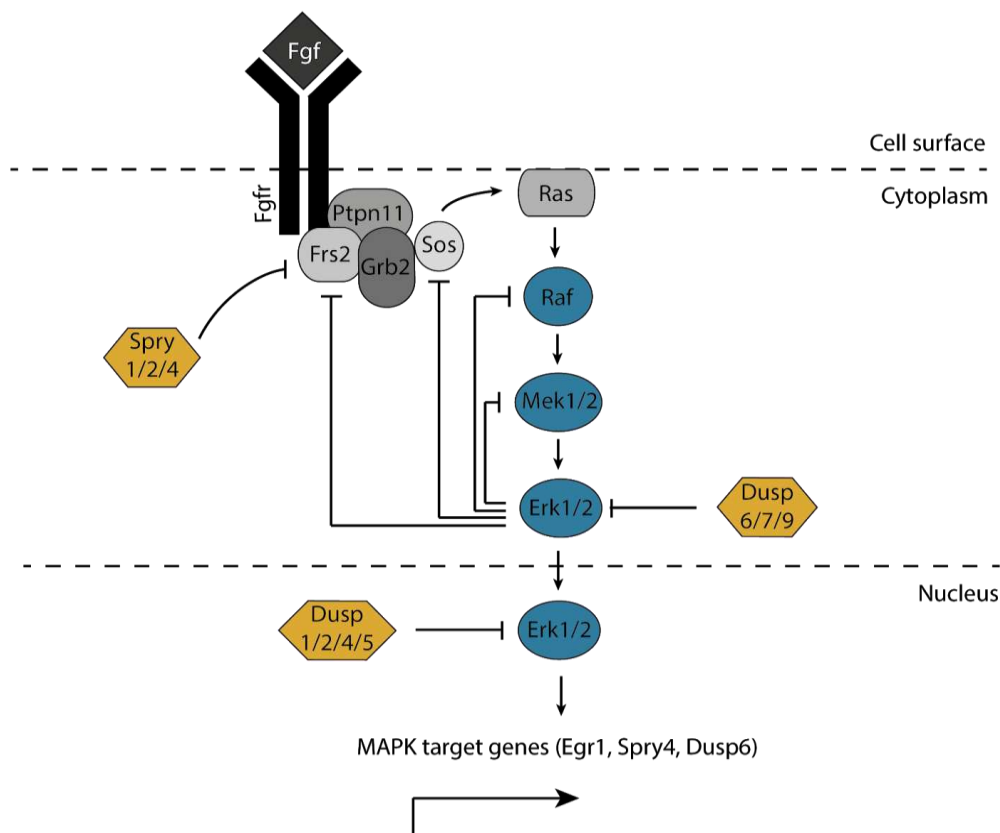 Fgf
Cell surface
Cytoplasm
Fgfr
Ptpn11
Ras
Sos
Frs2
Grb2
Raf
Spry
1/2/4
Mek1/2
Erk1/2
Dusp
6/7/9
Nucleus
Dusp
1/2/4/5
Erk1/2
MAPK target genes (Egr1, Spry4, Dusp6)